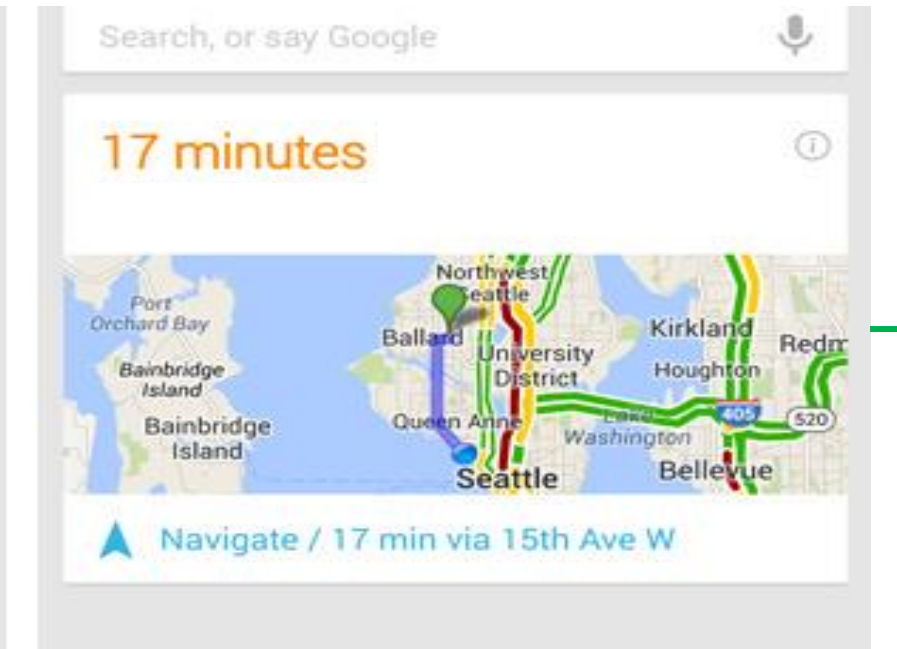 Search, or say Google
17 minutes
Northwest
Seattle
Port
Orchard Bay
Ballard
Kirkland
Redm
University
District
Houghton
Bainbridge
Island
405
520
Queen Anne
Lake
Washington
Bainbridge
Island
Seattle
Bellevue
Navigate / 17 min via 15th Ave W